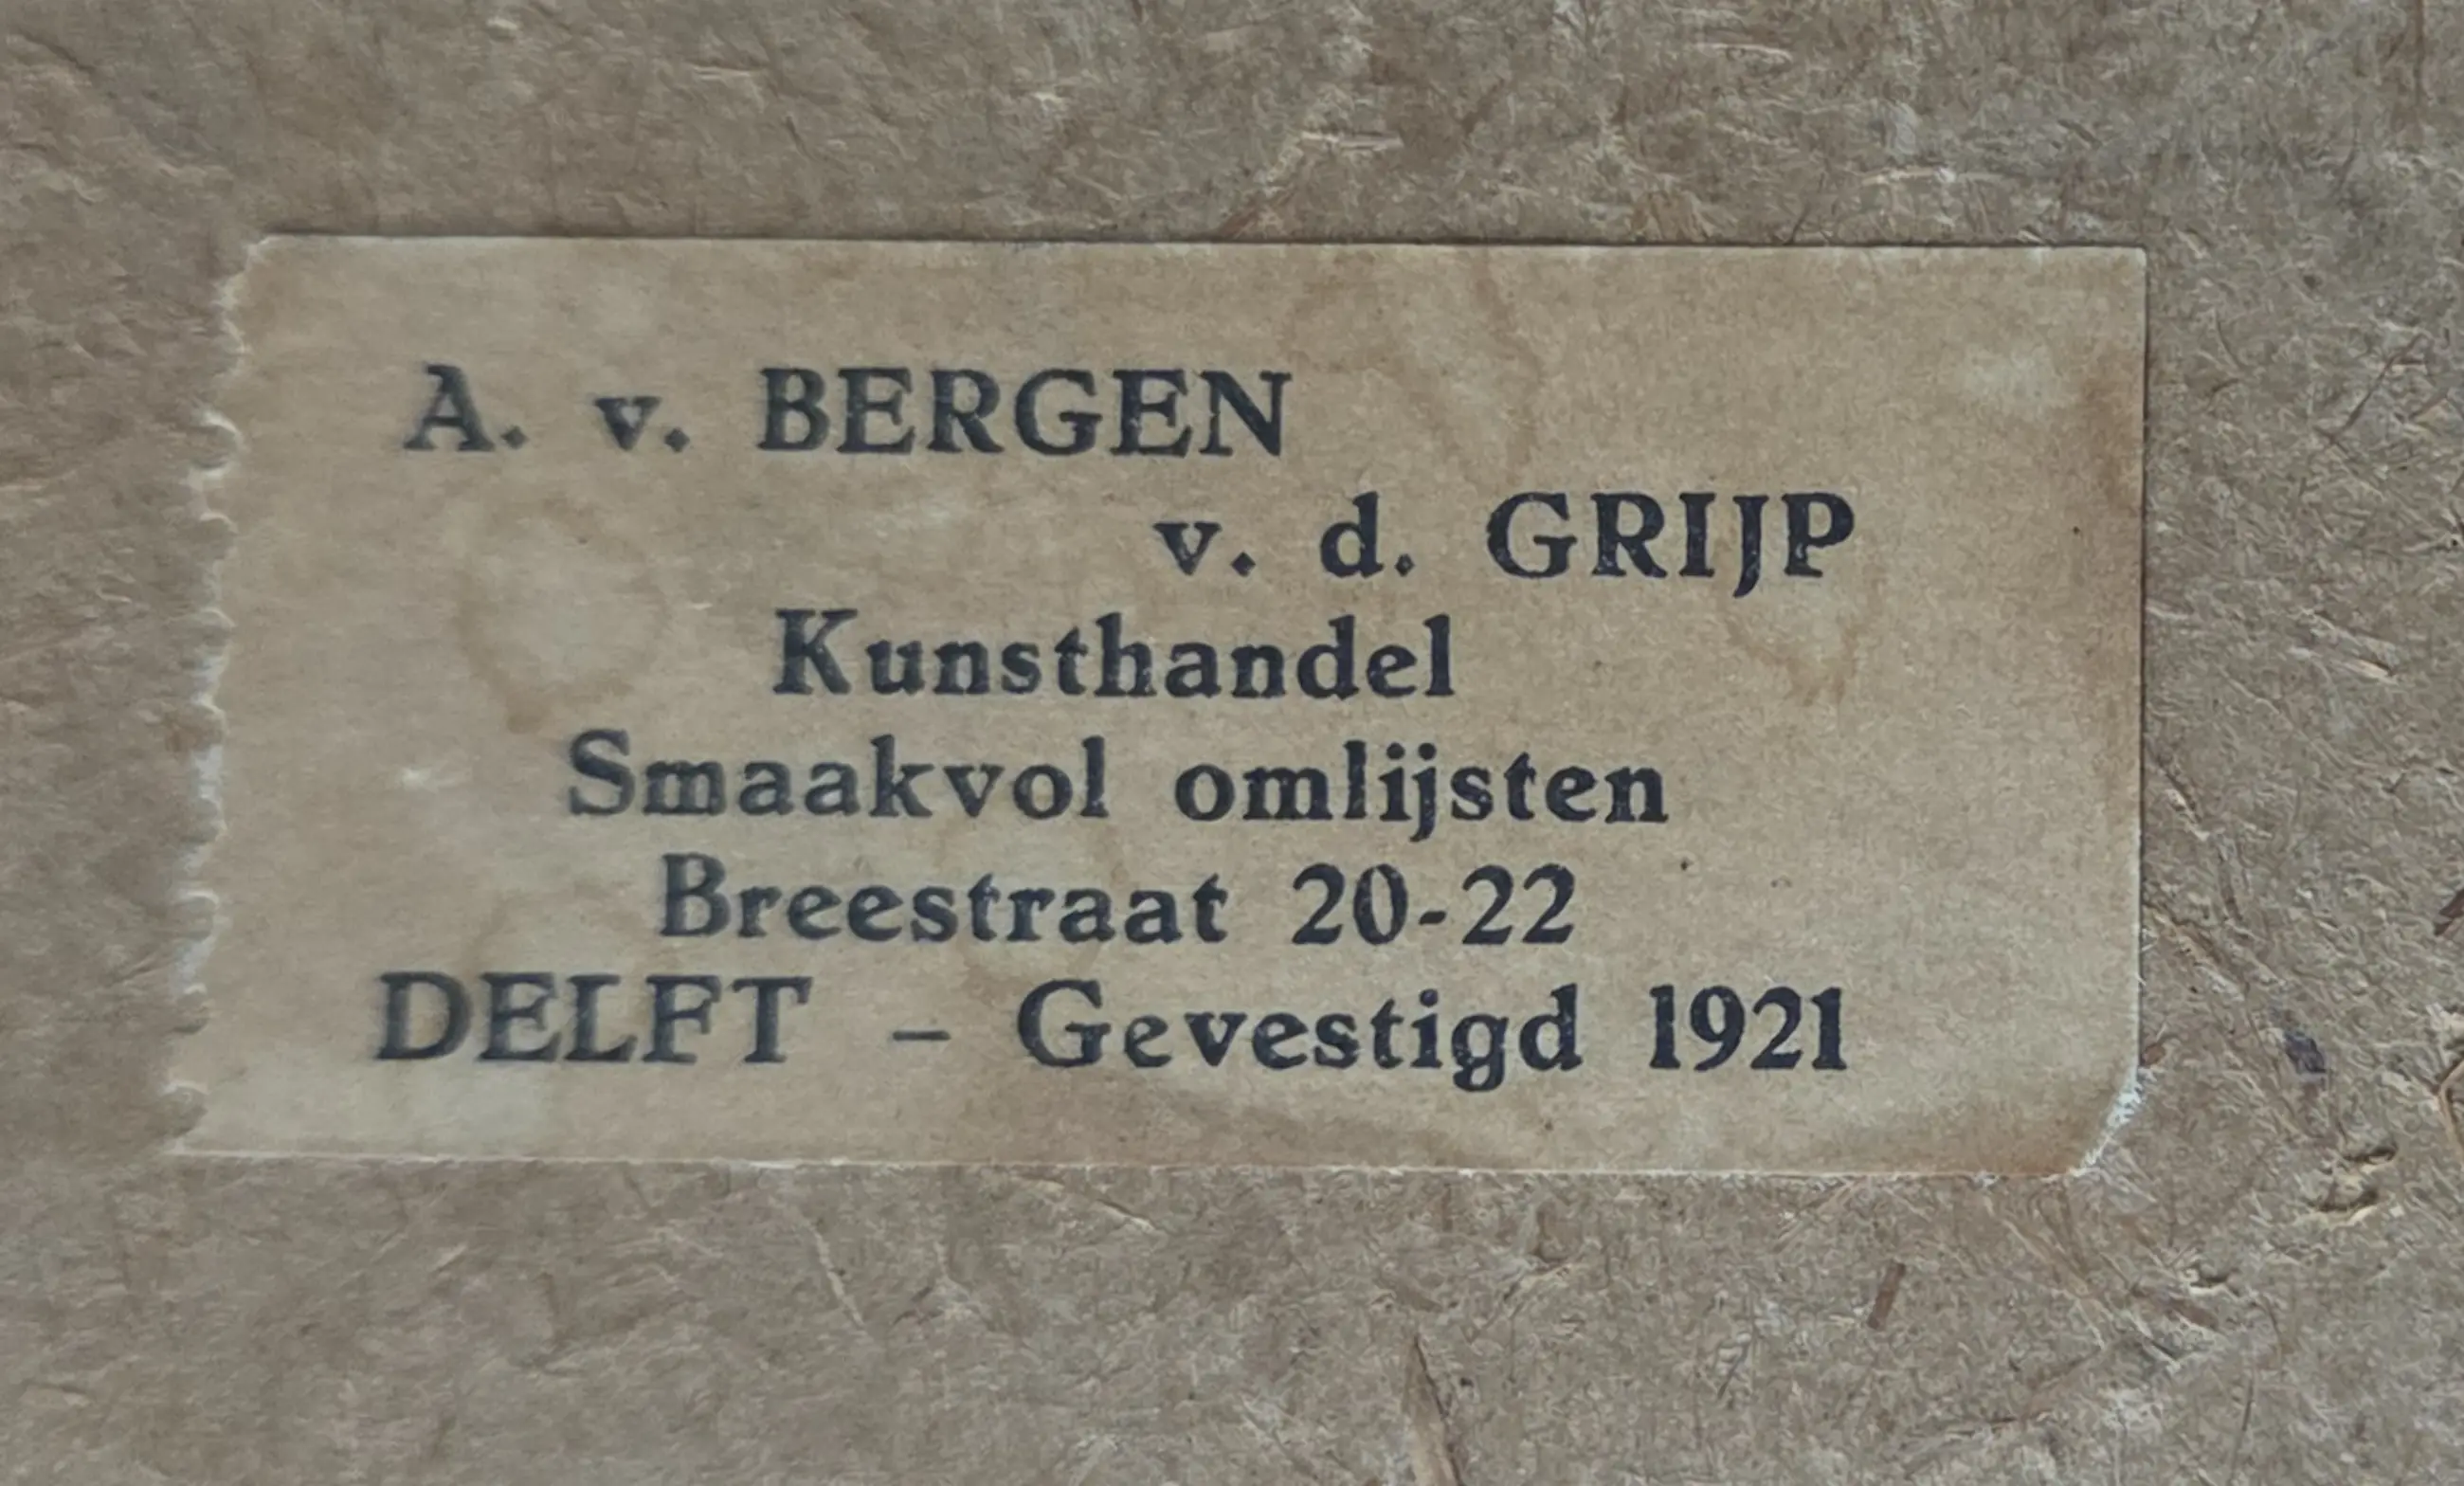 A. v. BERGEN
v. d. GRIJP
Kunsthandel
Smaakvol omlijsten
Breestraat 20-22
DELFT - Gevestigd 1921